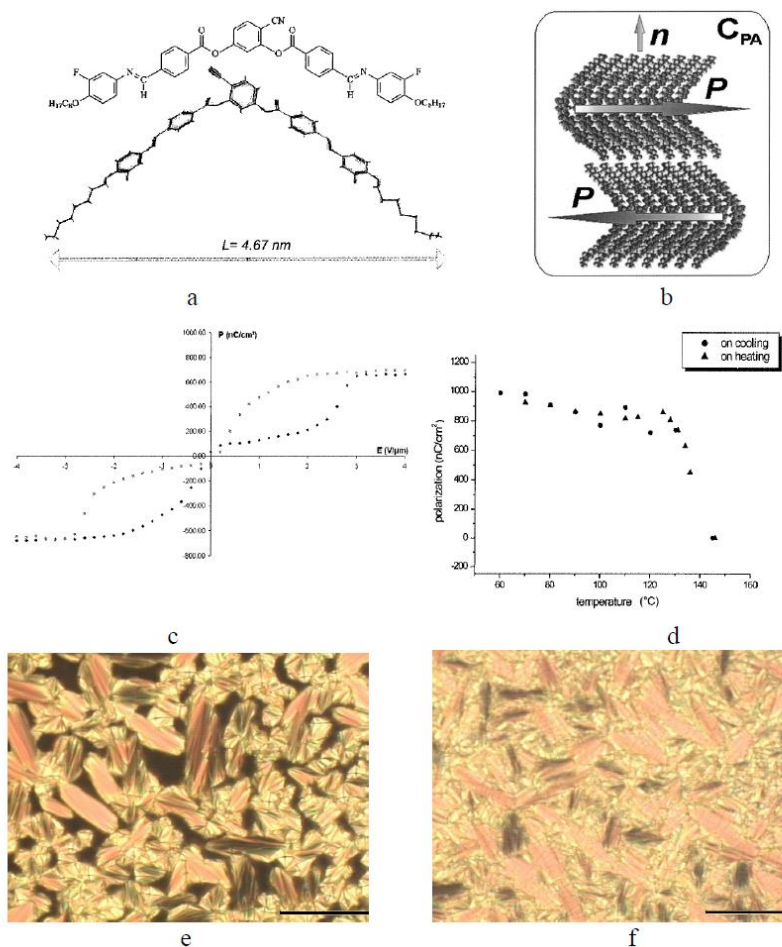 CN
O O
O O
F N C H
C N H F
H₁₇C₈O OC₈H₁₇
L= 4.67 nm
a
n C_PA
P
P
b
P (nC/cm²)
1000.00
800.00
600.00
400.00
200.00
0.00
-4 -3 -2 -1 0 1 2 3 4
E (V/µm)
-200.00
-400.00
-600.00
-800.00
c
on cooling
on heating
1200
1000
800
600
400
200
0
-200
polarization (nC/cm²)
60 80 100 120 140 160
temperature (°C)
d
e
f